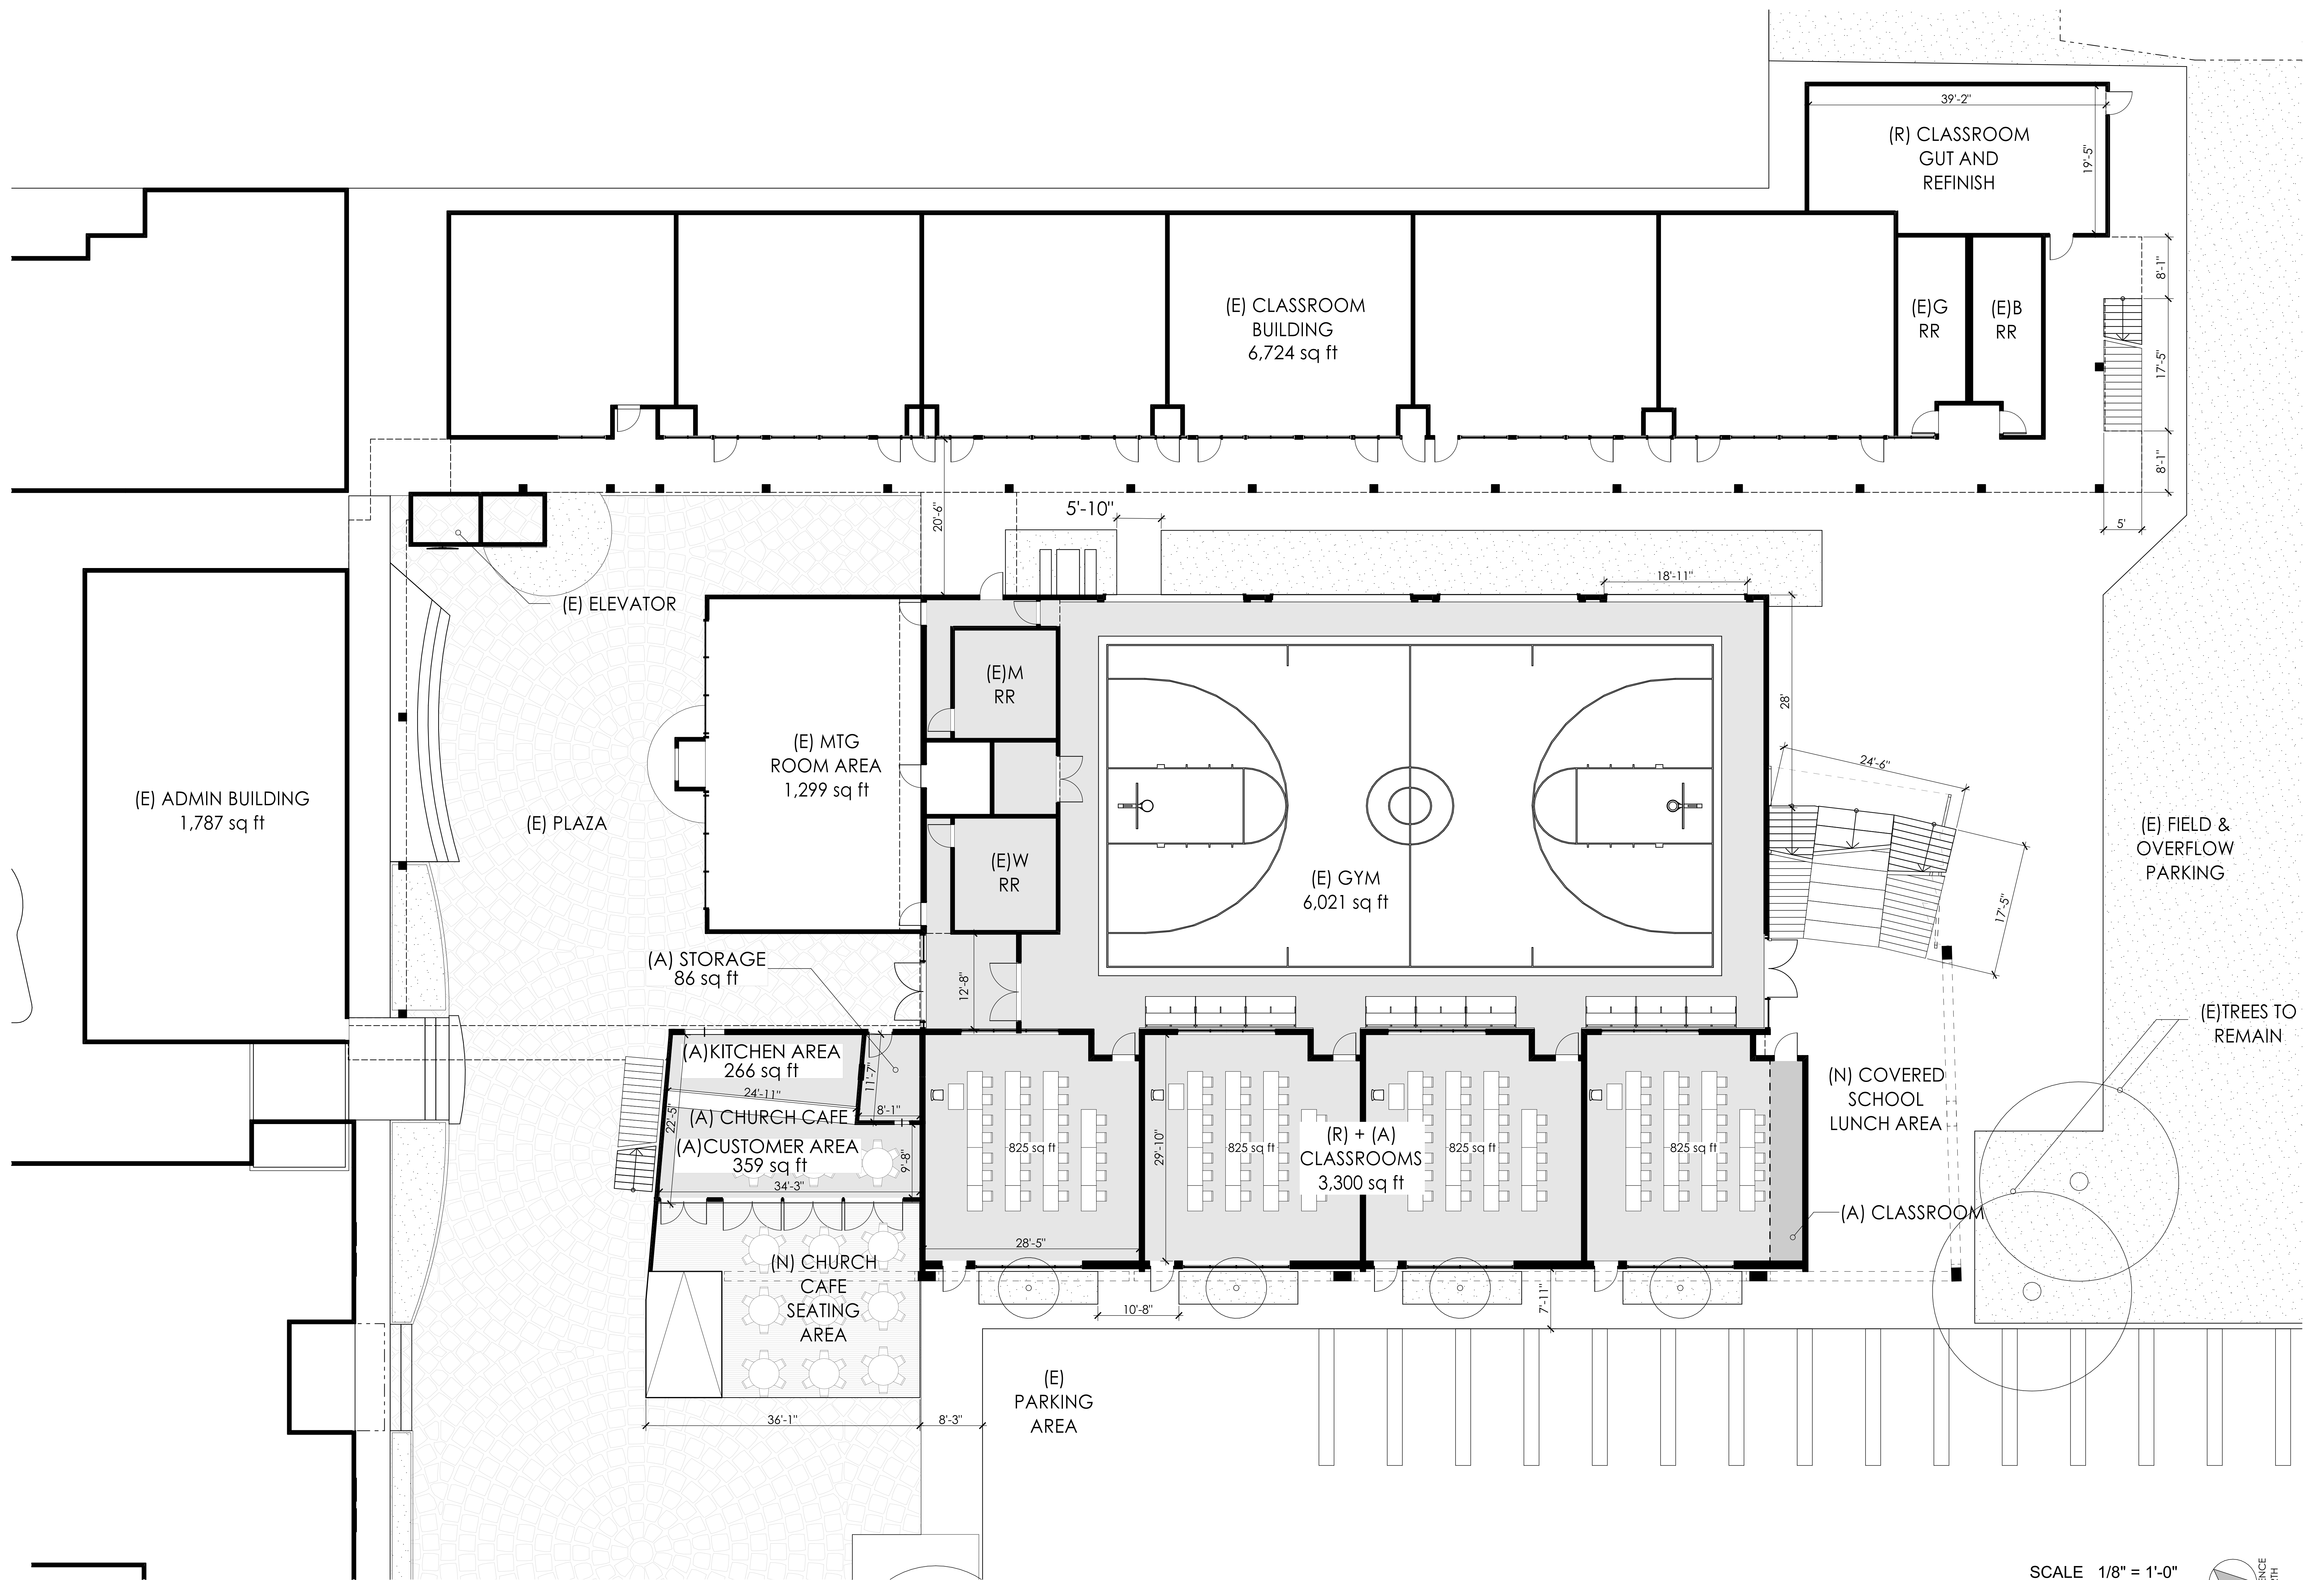 39'-2"
(R) CLASSROOM
GUT AND
REFINISH
19'-5"
(E) CLASSROOM
BUILDING
6,724 sq ft
(E)G
RR
(E)B
RR
8'-1"
17'-5"
8'-1"
5'
20'-6"
5'-10"
18'-11"
(E) ELEVATOR
(E)M
RR
(E) MTG
ROOM AREA
1,299 sq ft
28'
24'-6"
17'-5"
(E) ADMIN BUILDING
1,787 sq ft
(E) PLAZA
(E)W
RR
(E) GYM
6,021 sq ft
(E) FIELD &
OVERFLOW
PARKING
(A) STORAGE
86 sq ft
12'-8"
(E)TREES TO
REMAIN
(A)KITCHEN AREA
266 sq ft
24'-11"
11'-7"
8'-1"
22'-5"
(A) CHURCH CAFE
(A)CUSTOMER AREA
359 sq ft
9'-8"
34'-3"
825 sq ft
29'-10"
825 sq ft
(R) + (A)
CLASSROOMS
3,300 sq ft
825 sq ft
825 sq ft
(N) COVERED
SCHOOL
LUNCH AREA
(A) CLASSROOM
28'-5"
(N) CHURCH
CAFE
SEATING
AREA
10'-8"
7'-11"
(E)
PARKING
AREA
36'-1"
8'-3"
SCALE 1/8" = 1'-0"